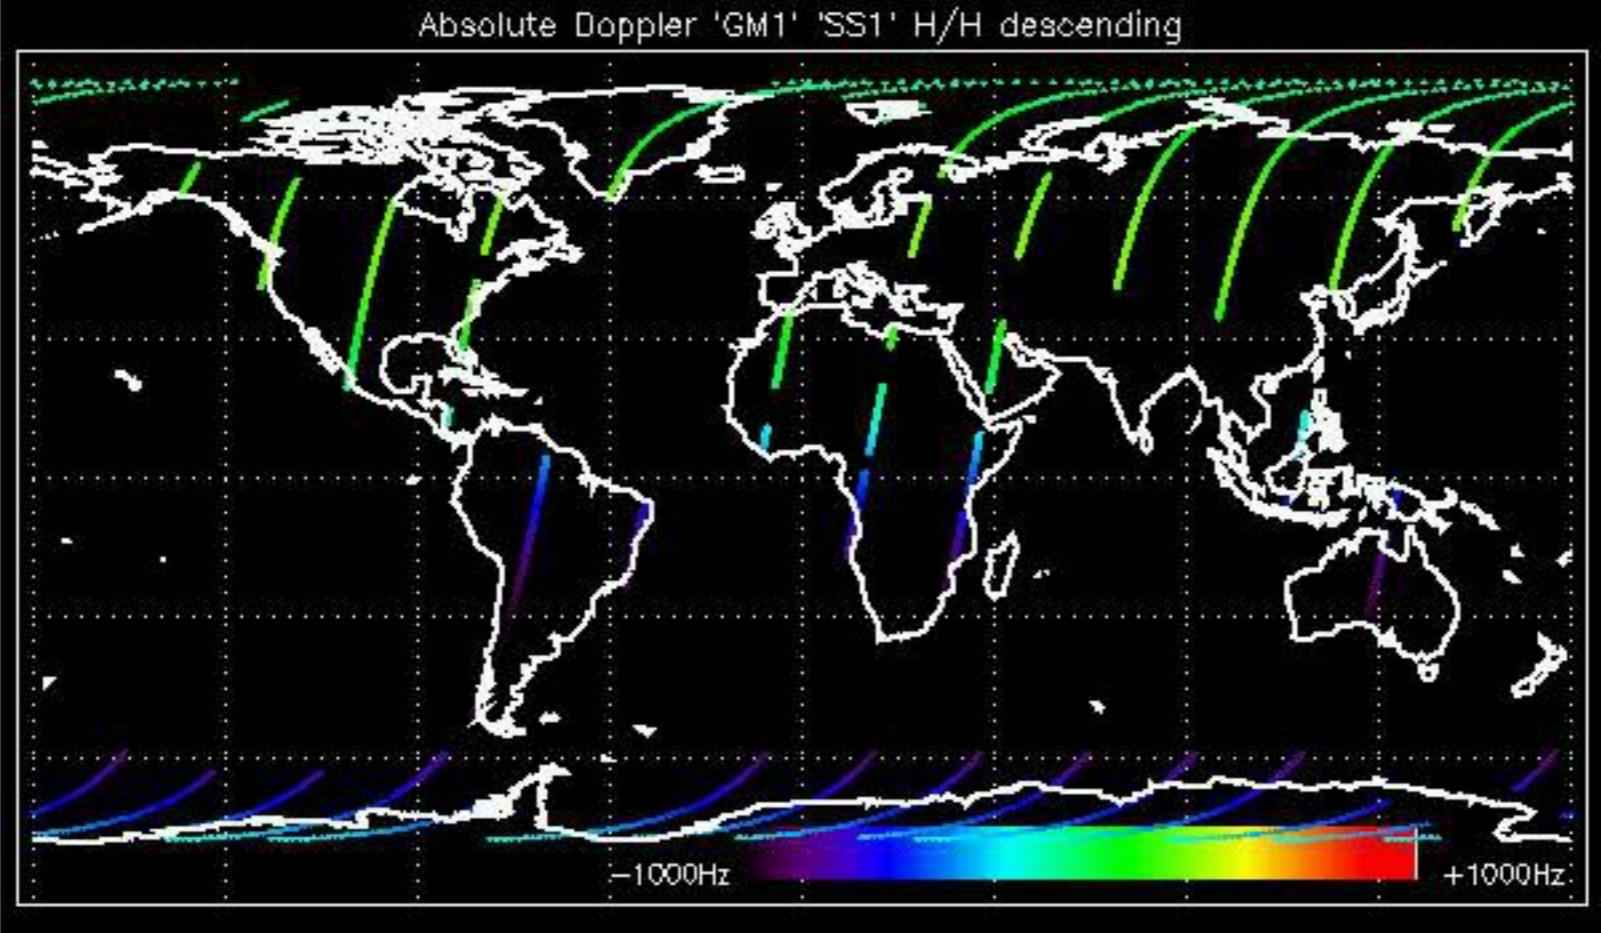 Absolute Doppler 'GM1' 'SS1' H/H descending
−1000Hz +1000Hz